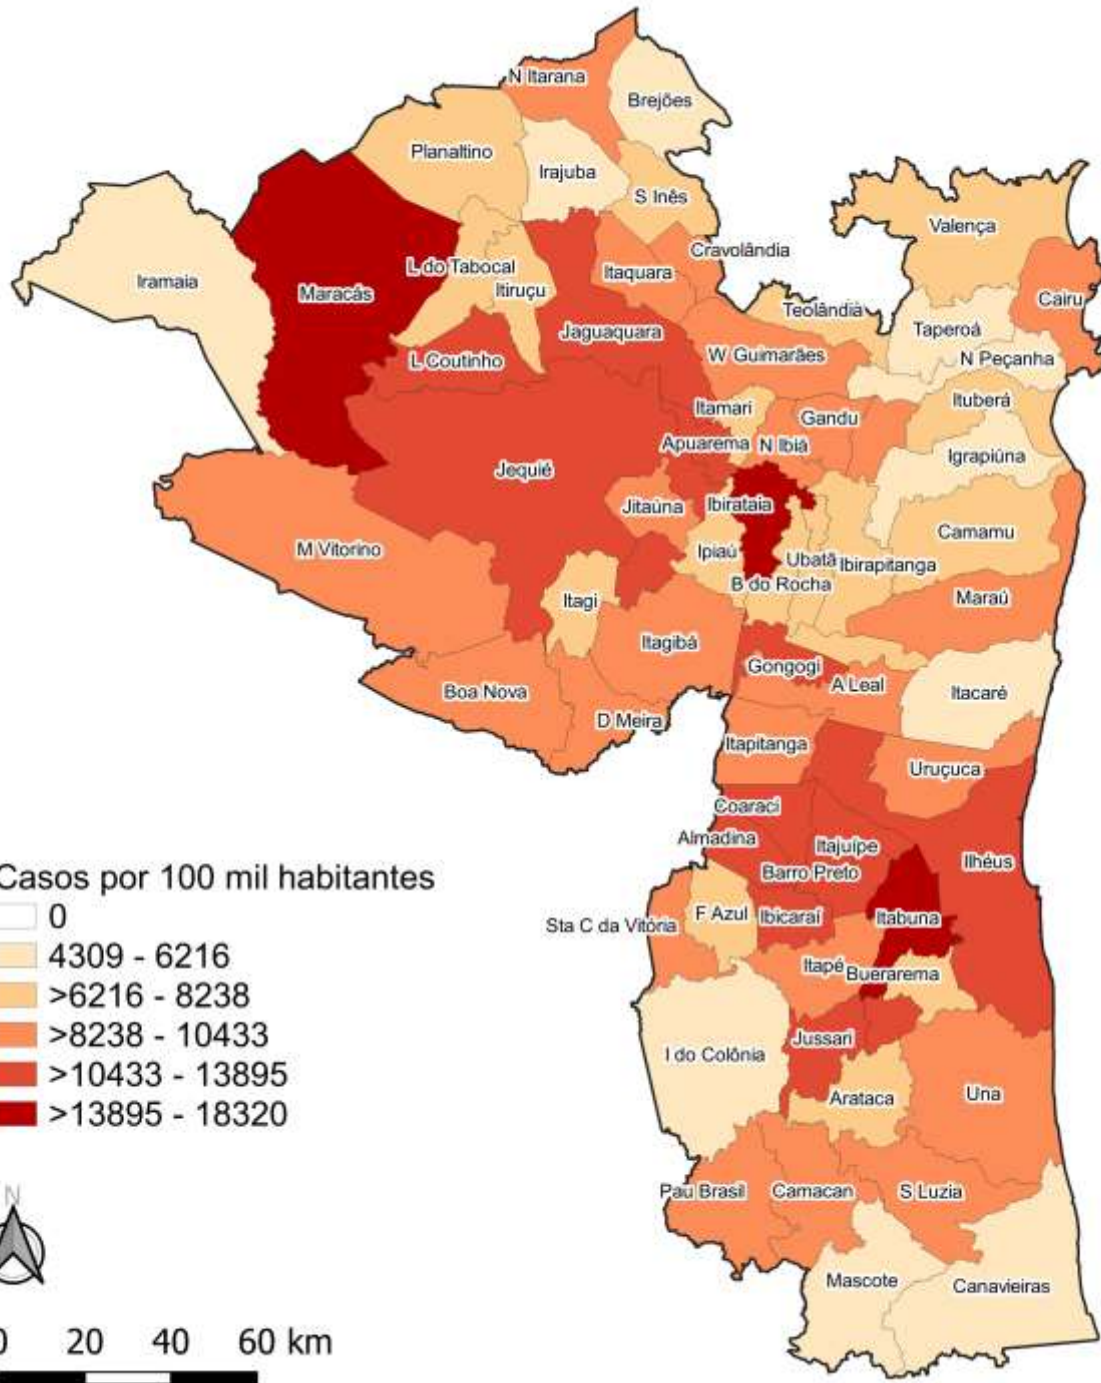 N Itarana
Brejões
Planaltino
Irajuba
S Inês
Valença
Cravolândia
L do Tabocal
Itaquara
Iramaia
Itiruçu
Maracás
Cairu
Teolândia
Taperoá
Jaguaquara
W Guimarães
N Peçanha
L Coutinho
Ituberá
Itamari
Gandu
Apuarema
N Ibiá
Igrapiúna
Jequié
Jitaúna
Ibirataia
Camamu
M Vitorino
Ipiaú
Ubatã
Ibirapitanga
B do Rocha
Maraú
Itagi
Itagibá
Gongogi
A Leal
Boa Nova
Itacaré
D Meira
Itapitanga
Uruçuca
Coaraci
Almadina
Itajuípe
Ilhéus
Barro Preto
Casos por 100 mil habitantes
0
F Azul
Ibicaraí
Itabuna
Sta C da Vitória
4309 - 6216
Itapé
Buerarema
>6216 - 8238
>8238 - 10433
Jussari
I do Colônia
>10433 - 13895
Arataca
Una
>13895 - 18320
Pau Brasil
Camacan
S Luzia
N
Mascote
Canavieiras
0 20 40 60 km